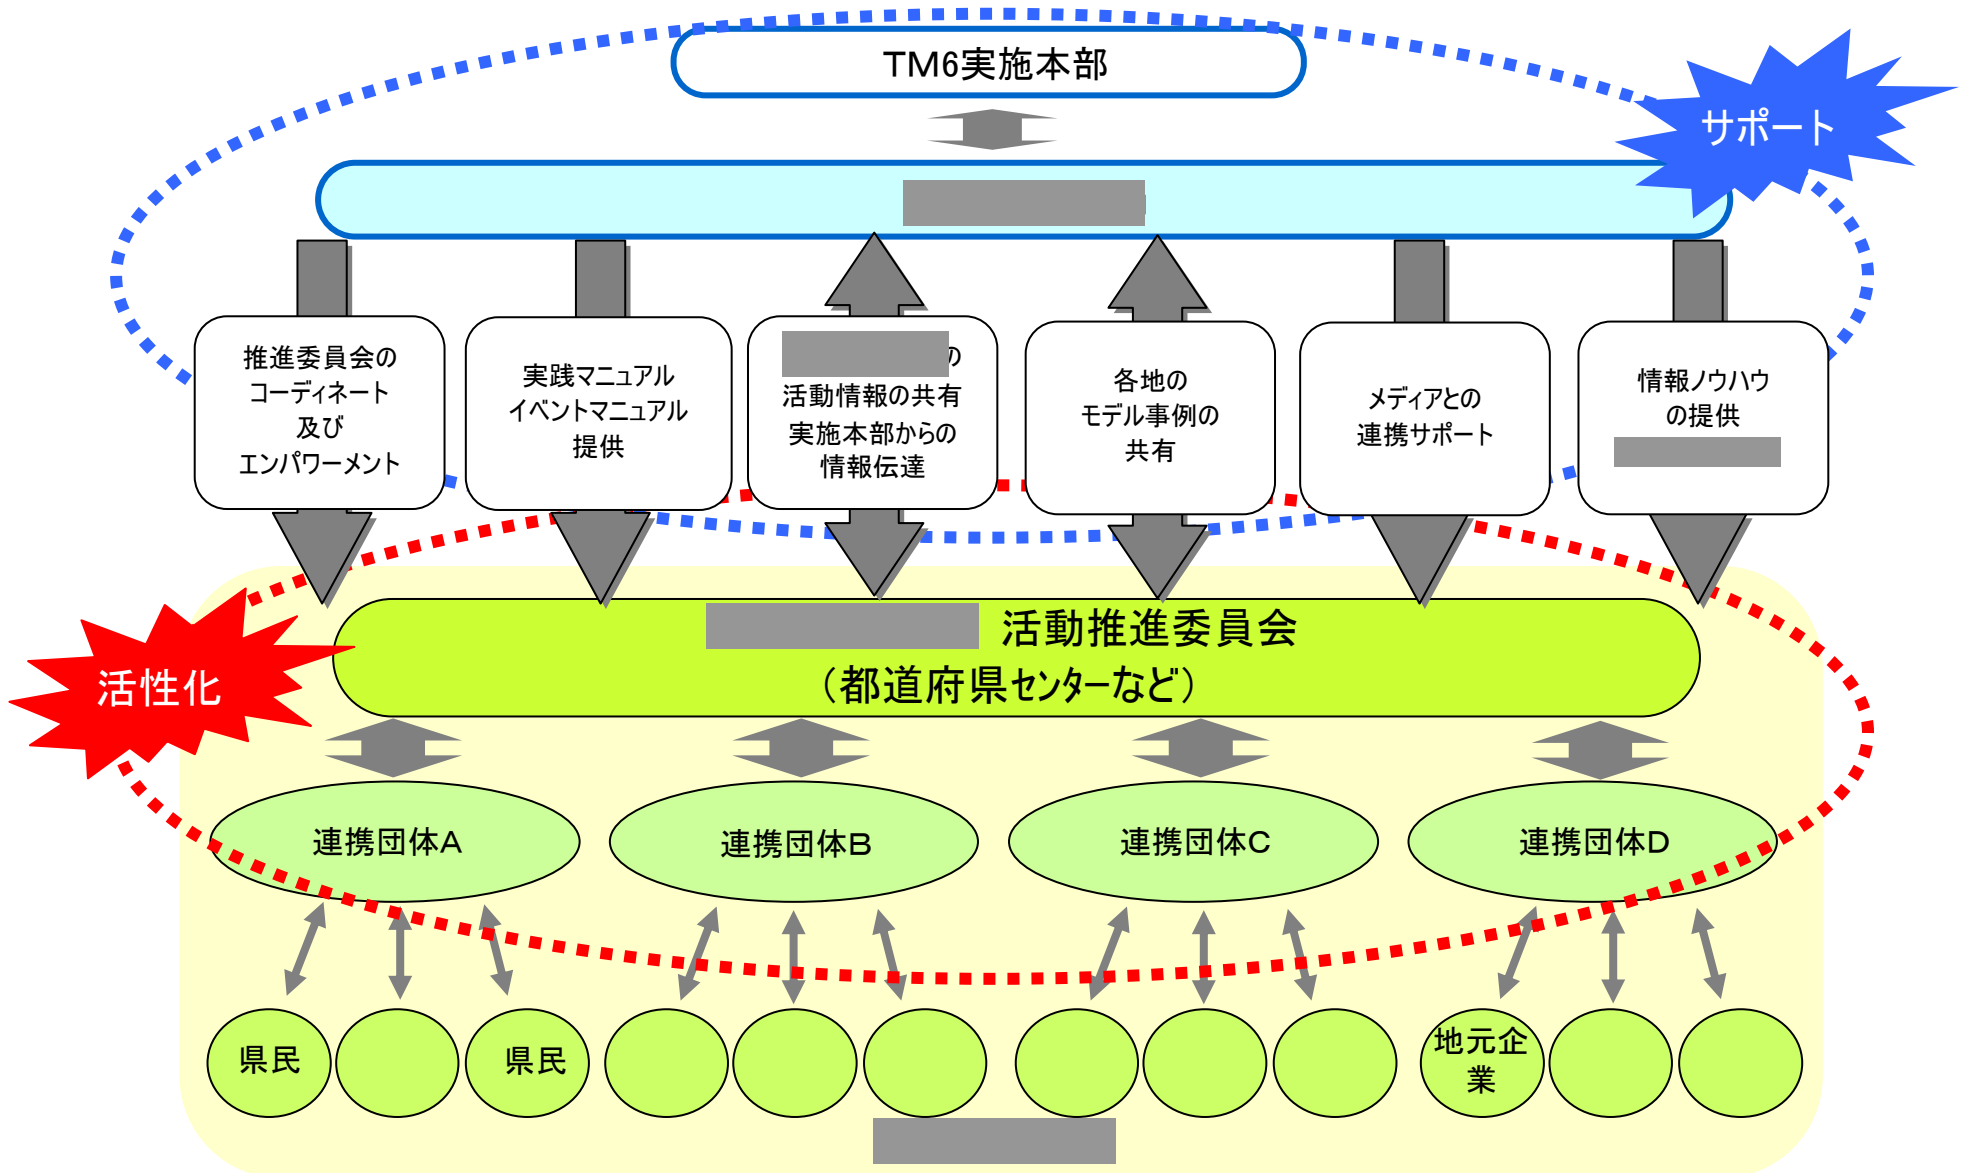 TM6実施本部
サポート
推進委員会の
コーディネート
及び
エンパワーメント
実践マニュアル
イベントマニュアル
提供
の
活動情報の共有
実施本部からの
情報伝達
各地の
モデル事例の
共有
メディアとの
連携サポート
情報ノウハウ
の提供
活動推進委員会
(都道府県センターなど)
活性化
連携団体A
連携団体B
連携団体C
連携団体D
県民
県民
地元企
業